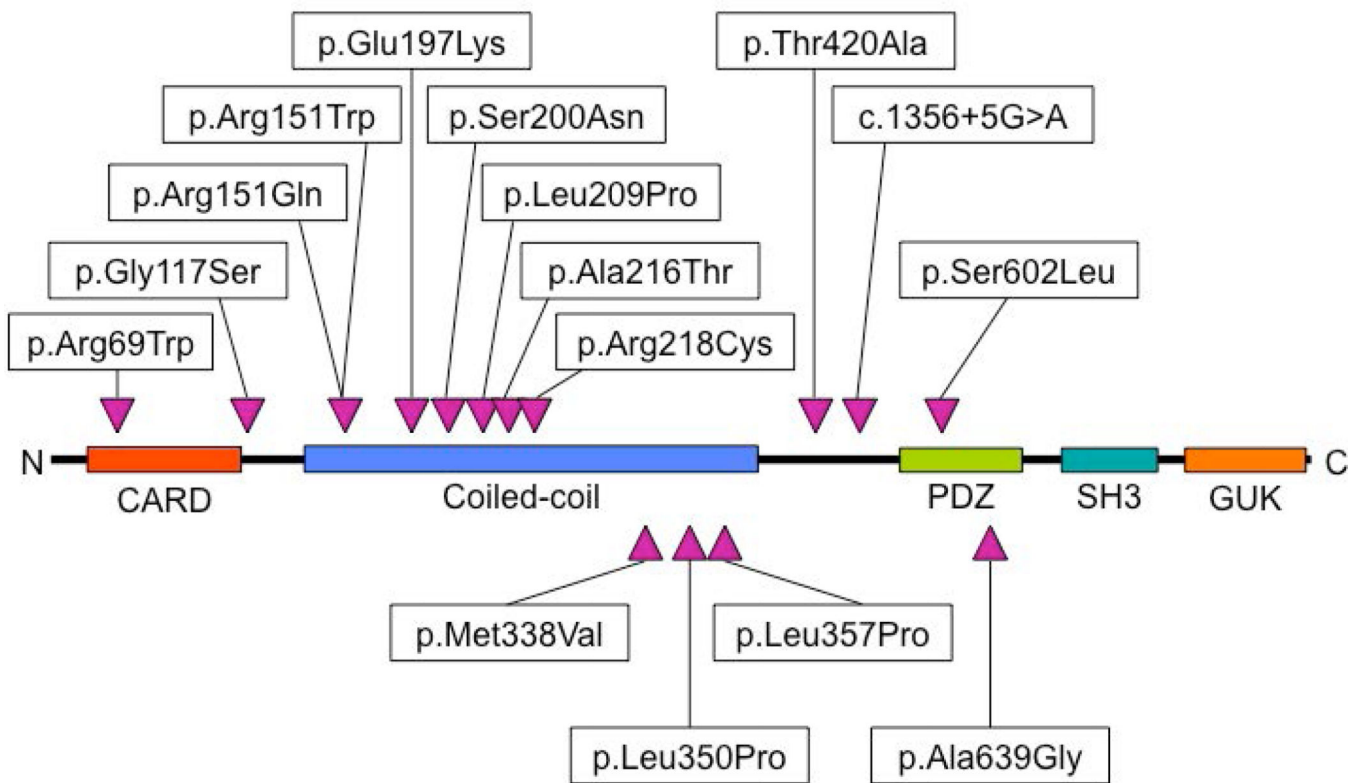 p.Glu197Lys
p.Thr420Ala
p.Arg151Trp
p.Ser200Asn
c.1356+5G>A
p.Arg151Gln
p.Leu209Pro
p.Gly117Ser
p.Ala216Thr
p.Ser602Leu
p.Arg69Trp
p.Arg218Cys
N
C
CARD
Coiled-coil
PDZ
SH3
GUK
p.Met338Val
p.Leu357Pro
p.Leu350Pro
p.Ala639Gly